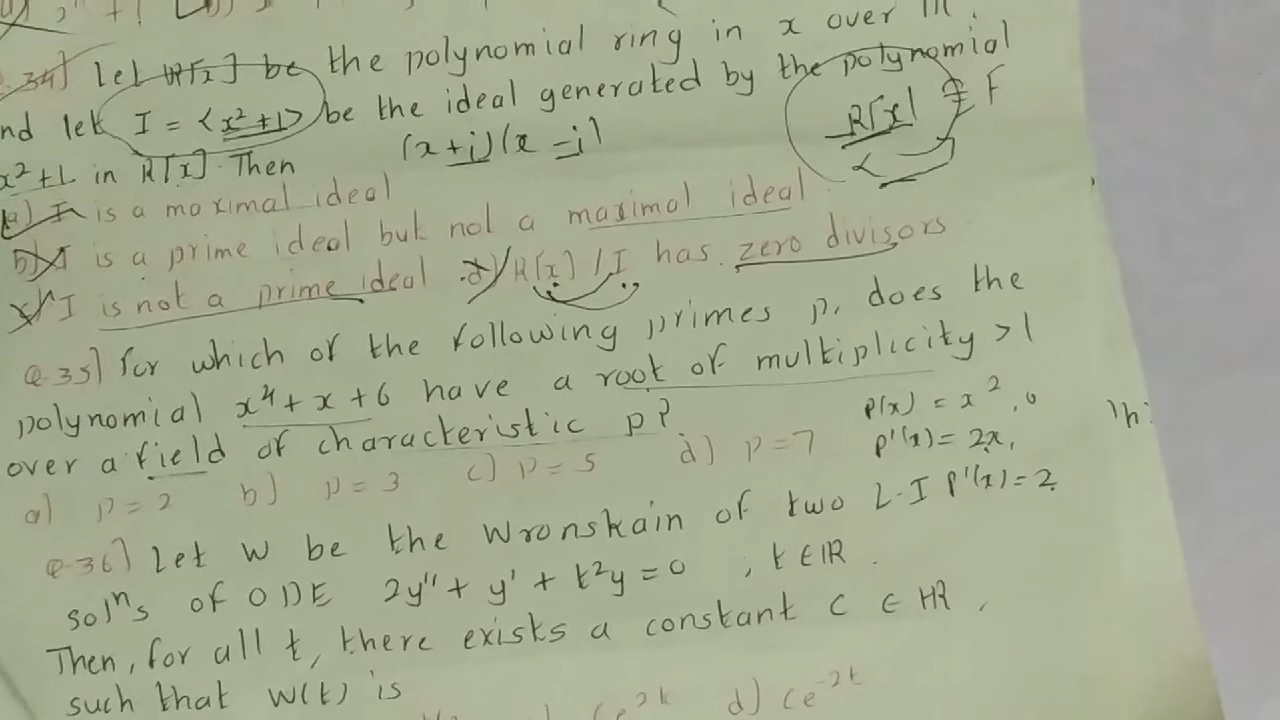 34] Let R[x] be the polynomial ring in x over IR.
nd let I = <x²+1> be the ideal generated by the polynomial
x²+1 in R[x]. Then
(x+i)(x-i)
R[x]
F
a) I is a maximal ideal
b) I is a prime ideal but not a maximal ideal
c) I is not a prime ideal d) R[x]/I has zero divisors
Q.35] for which of the following primes p, does the
polynomial x⁴+x+6 have a root of multiplicity >1
over a field of characteristic p?
p(x) = x², 0
p'(x) = 2x,
p'(x) = 2
a) p=2 b) p=3 c) p=5 d) p=7
Q.36] Let W be the Wronskain of two L.I
solⁿs of ODE 2y''+y'+t²y=0 , t∈IR.
Then, for all t, there exists a constant C ∈ IR,
such that W(t) is
d) Ce⁻²ᵗ